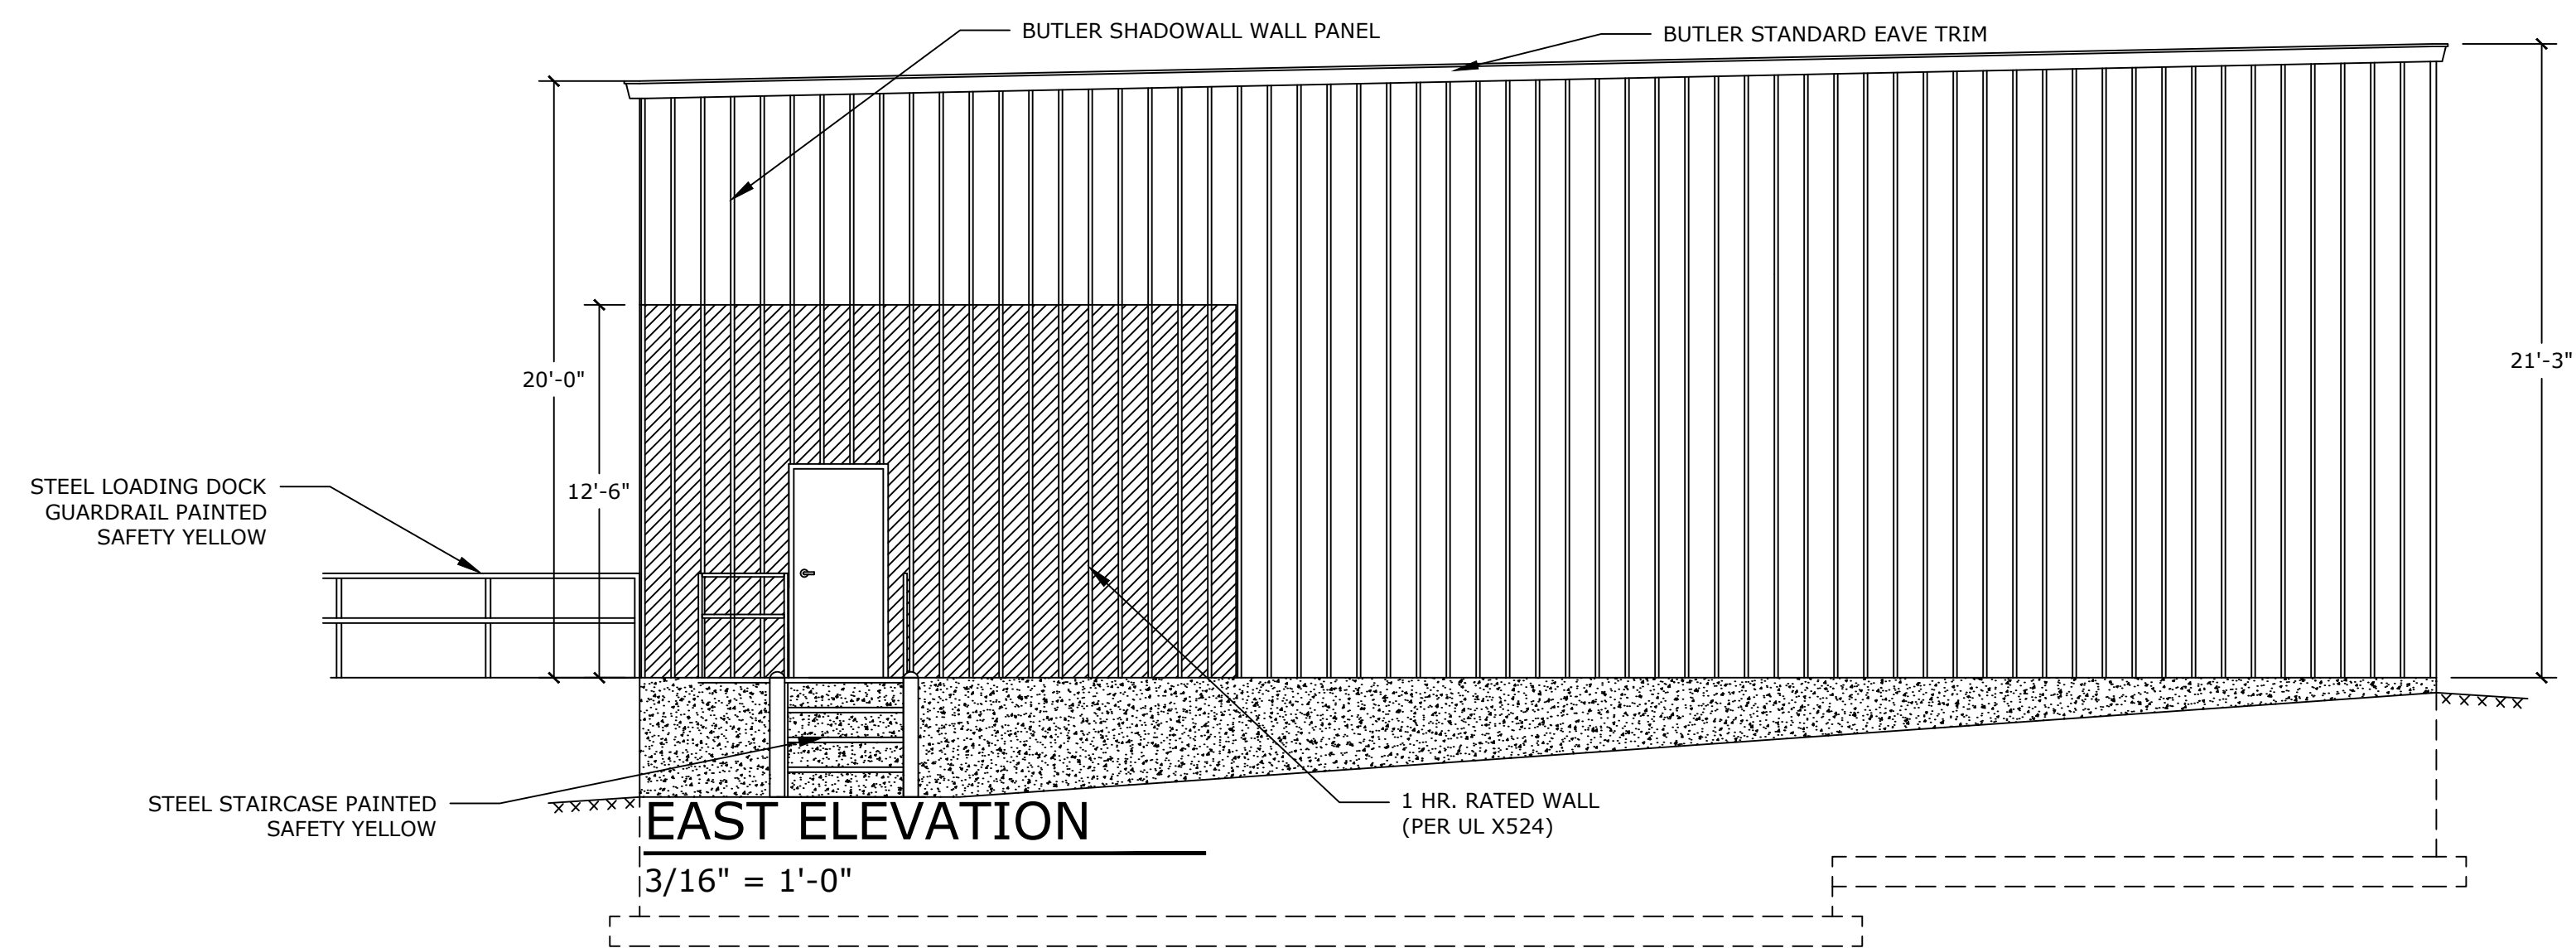 BUTLER SHADOWALL WALL PANEL
BUTLER STANDARD EAVE TRIM
20'-0"
21'-3"
12'-6"
STEEL LOADING DOCK
GUARDRAIL PAINTED
SAFETY YELLOW
STEEL STAIRCASE PAINTED
SAFETY YELLOW
1 HR. RATED WALL
(PER UL X524)
EAST ELEVATION
3/16" = 1'-0"